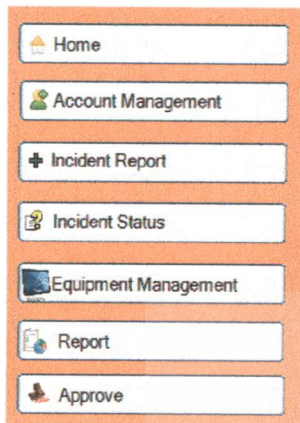 Home
Account Management
Incident Report
Incident Status
Equipment Management
Report
Approve